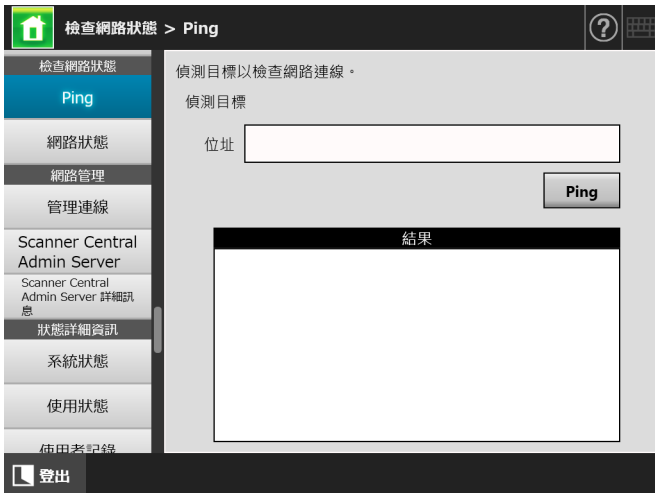 檢查網路狀態 > Ping
?
檢查網路狀態
Ping
網路狀態
網路管理
管理連線
Scanner Central
Admin Server
Scanner Central
Admin Server 詳細訊
息
狀態詳細資訊
系統狀態
使用狀態
使用者記錄
登出
偵測目標以檢查網路連線。
偵測目標
位址
Ping
結果